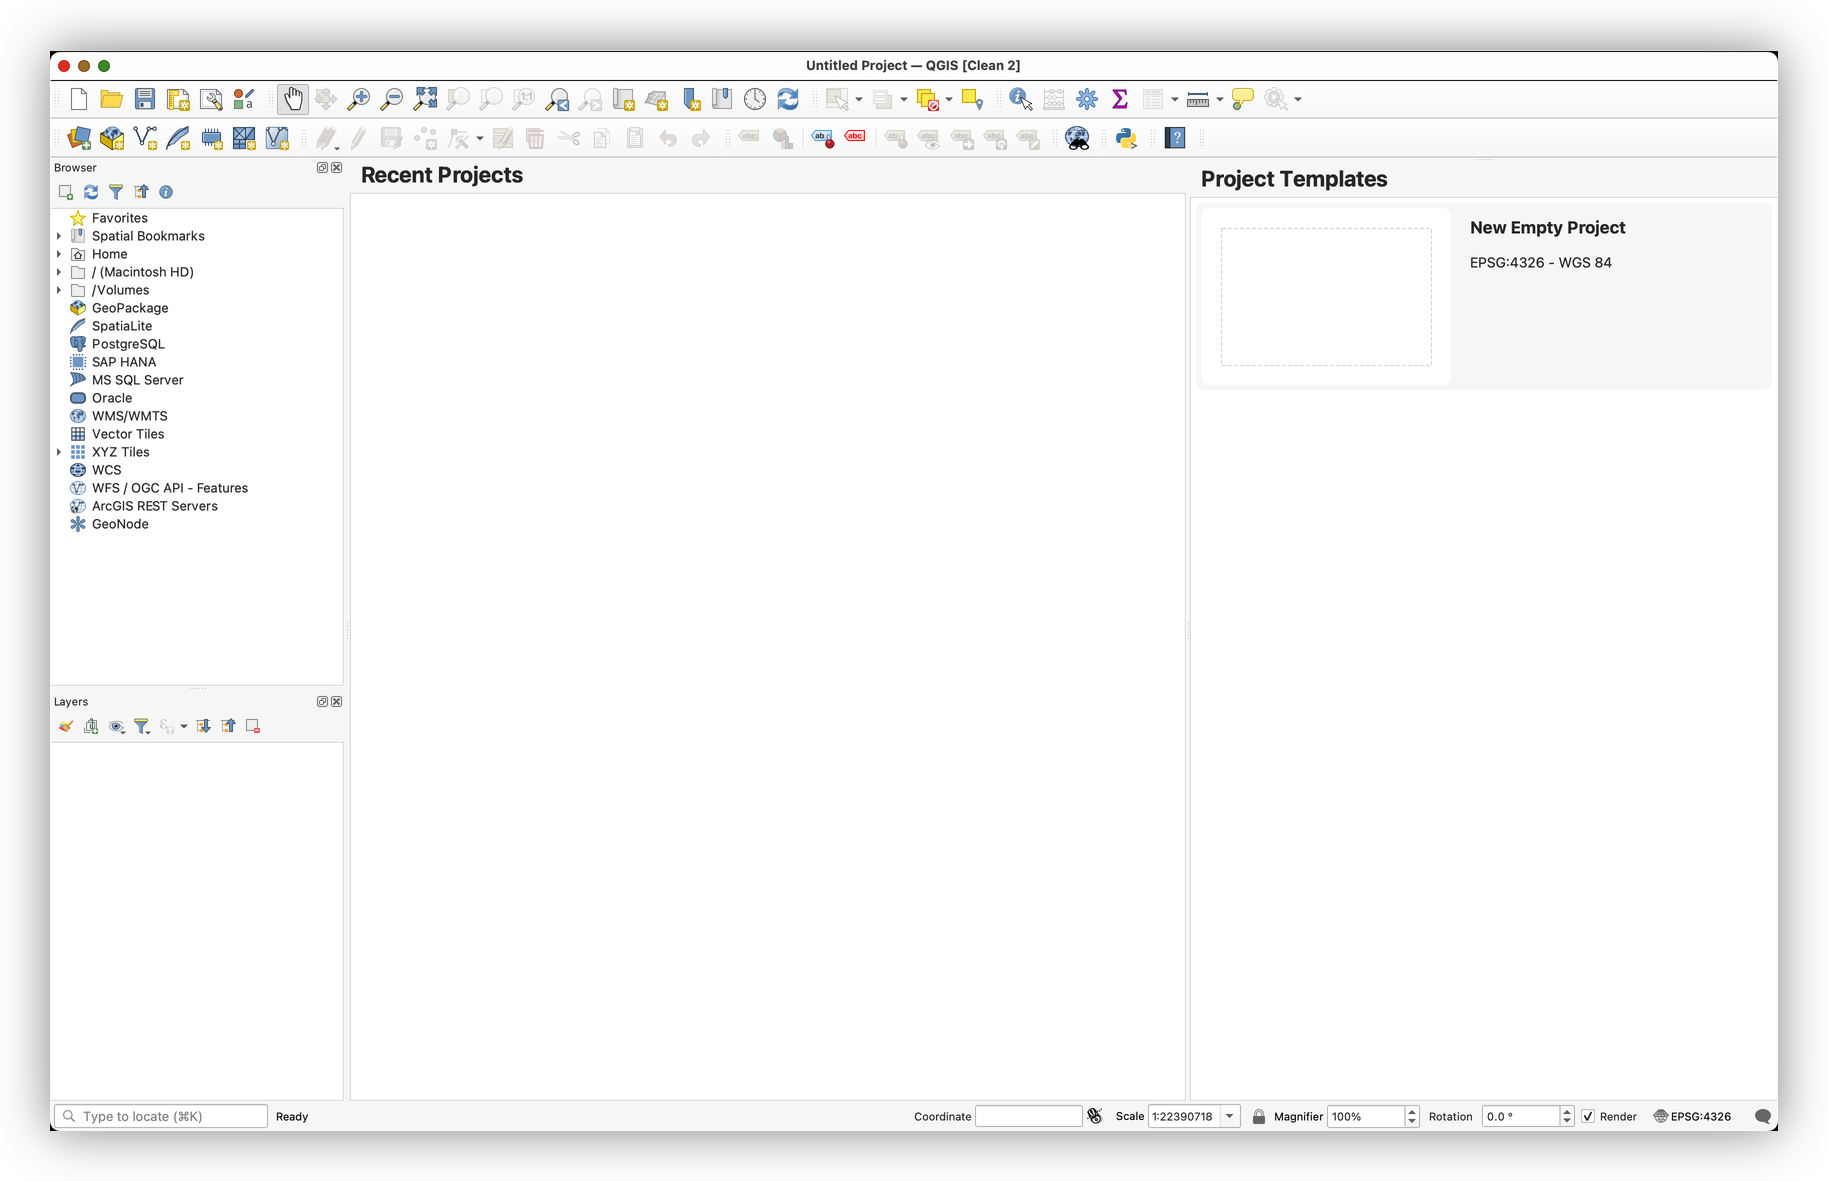 Untitled Project — QGIS [Clean 2]
Browser
Favorites
Spatial Bookmarks
Home
/ (Macintosh HD)
/Volumes
GeoPackage
SpatiaLite
PostgreSQL
SAP HANA
MS SQL Server
Oracle
WMS/WMTS
Vector Tiles
XYZ Tiles
WCS
WFS / OGC API - Features
ArcGIS REST Servers
GeoNode
Layers
Recent Projects
Project Templates
New Empty Project
EPSG:4326 - WGS 84
Type to locate (⌘K)
Ready
Coordinate
Scale 1:22390718
Magnifier 100%
Rotation 0.0 °
Render
EPSG:4326